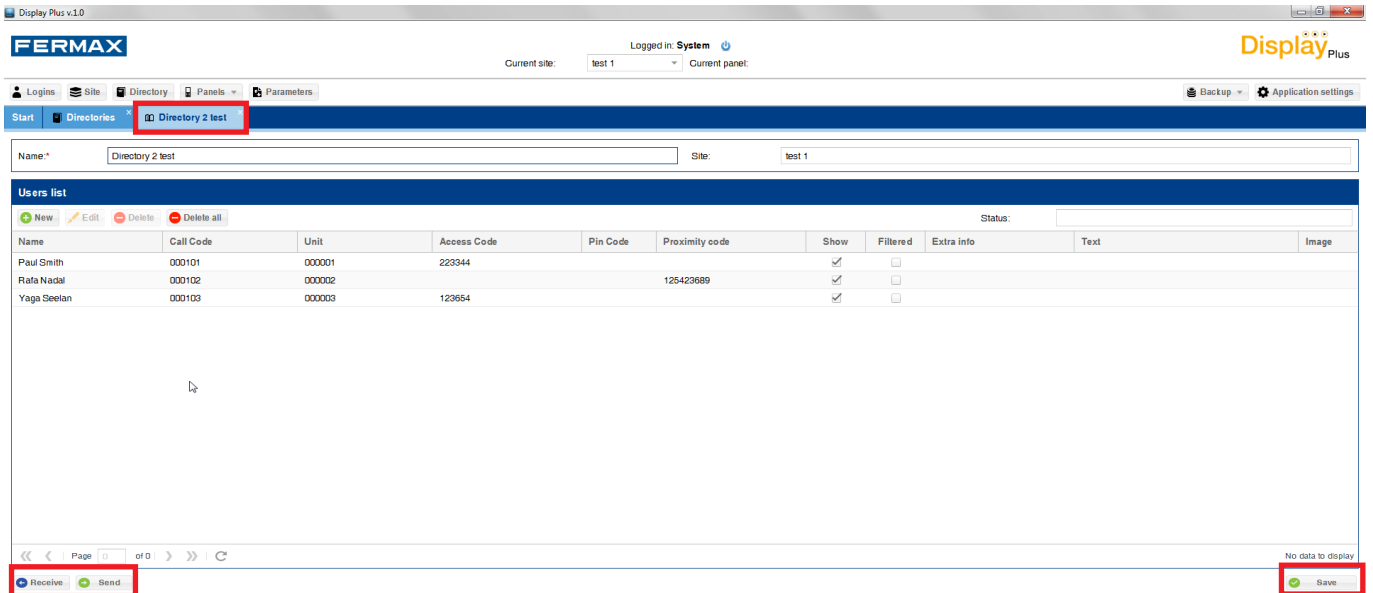 Display Plus v.1.0
FERMAX
Logged in: System
Display Plus
Current site: test 1 Current panel:
Logins Site Directory Panels Parameters Backup Application settings
Start Directories x Directory 2 test x
Name:* Directory 2 test Site: test 1
Users list
New Edit Delete Delete all Status:
Name Call Code Unit Access Code Pin Code Proximity code Show Filtered Extra info Text Image
Paul Smith 000101 000001 223344
Rafa Nadal 000102 000002 125423689
Yaga Seelan 000103 000003 123654
Page 0 of 0 No data to display
Receive Send Save